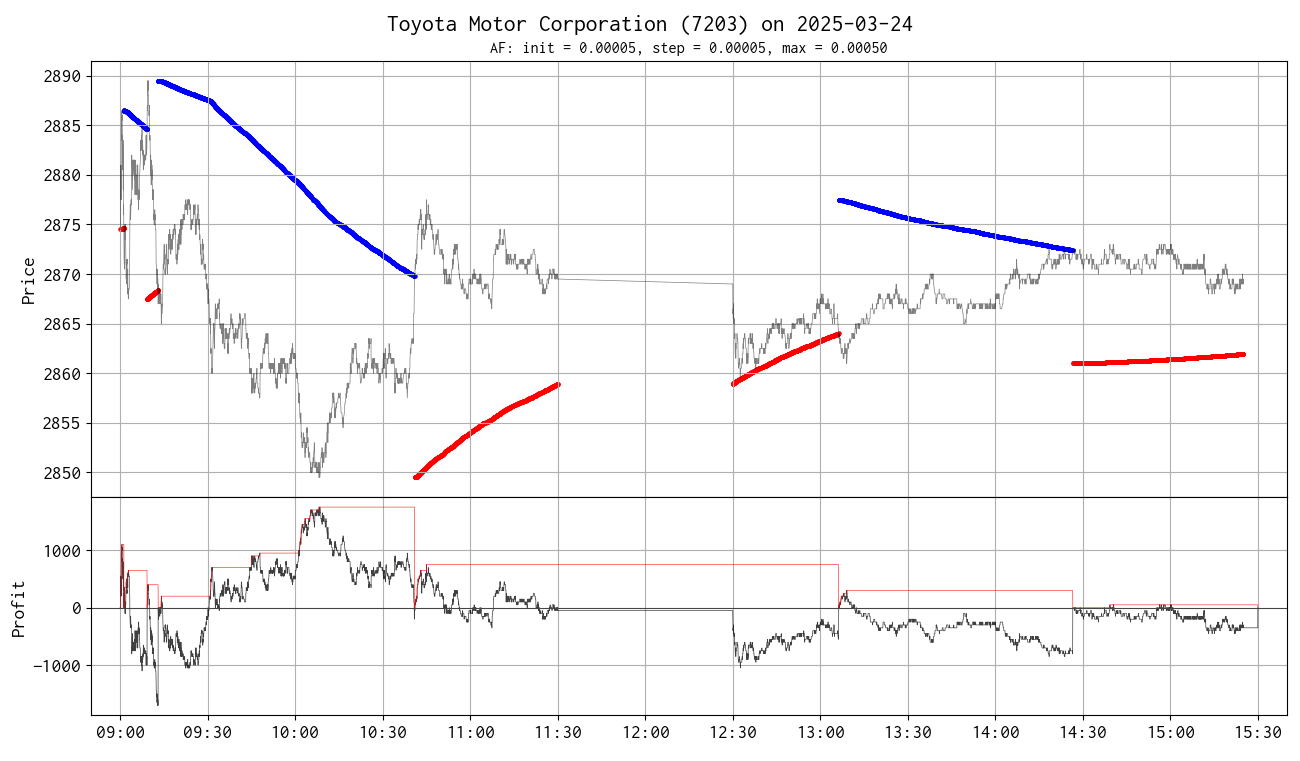 Toyota Motor Corporation (7203) on 2025-03-24
AF: init = 0.00005, step = 0.00005, max = 0.00050
Price
2890
2885
2880
2875
2870
2865
2860
2855
2850
Profit
1000
0
−1000
09:00 09:30 10:00 10:30 11:00 11:30 12:00 12:30 13:00 13:30 14:00 14:30 15:00 15:30